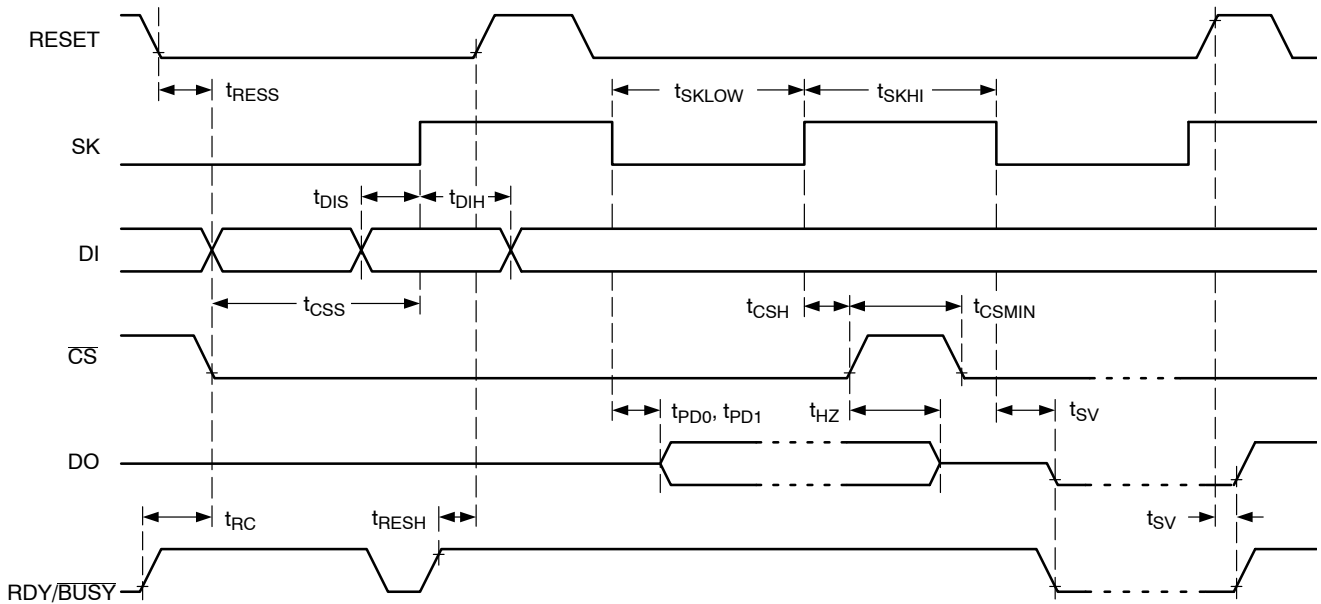 RESET
tRESS
tSKLOW
tSKHI
SK
tDIS
tDIH
DI
tCSS
tCSH
tCSMIN
CS
tPD0, tPD1
tHZ
tSV
DO
tRC
tRESH
tSV
RDY/BUSY